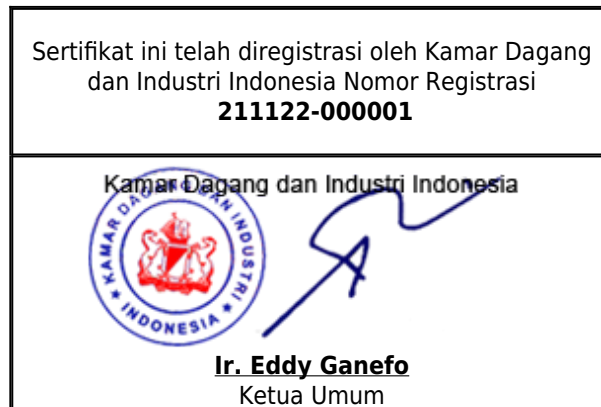 Sertifikat ini telah diregistrasi oleh Kamar Dagang
dan Industri Indonesia Nomor Registrasi
211122-000001
Kamar Dagang dan Industri Indonesia
KAMAR DAGANG DAN INDUSTRI
★ INDONESIA ★
Ir. Eddy Ganefo
Ketua Umum